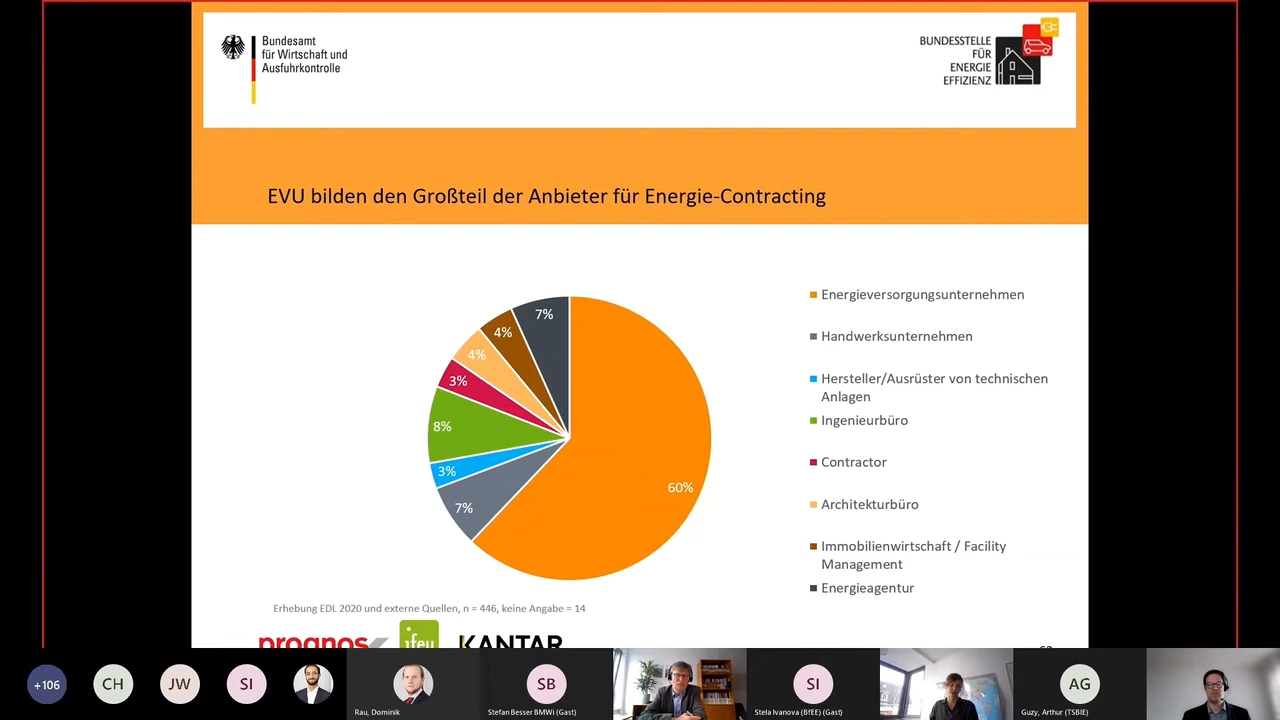 Bundesamt
für Wirtschaft und
Ausfuhrkontrolle
BUNDESSTELLE
FÜR
ENERGIE
EFFIZIENZ
EVU bilden den Großteil der Anbieter für Energie-Contracting
7%
4%
4%
3%
8%
3%
7%
60%
Energieversorgungsunternehmen
Handwerksunternehmen
Hersteller/Ausrüster von technischen
Anlagen
Ingenieurbüro
Contractor
Architekturbüro
Immobilienwirtschaft / Facility
Management
Energieagentur
Erhebung EDL 2020 und externe Quellen, n = 446, keine Angabe = 14
prognos
ifeu
KANTAR
+106
CH
JW
SI
Rau, Dominik
SB
Stefan Besser BMWi (Gast)
SI
Stela Ivanova (BfEE) (Gast)
AG
Guzy, Arthur (TSBIE)